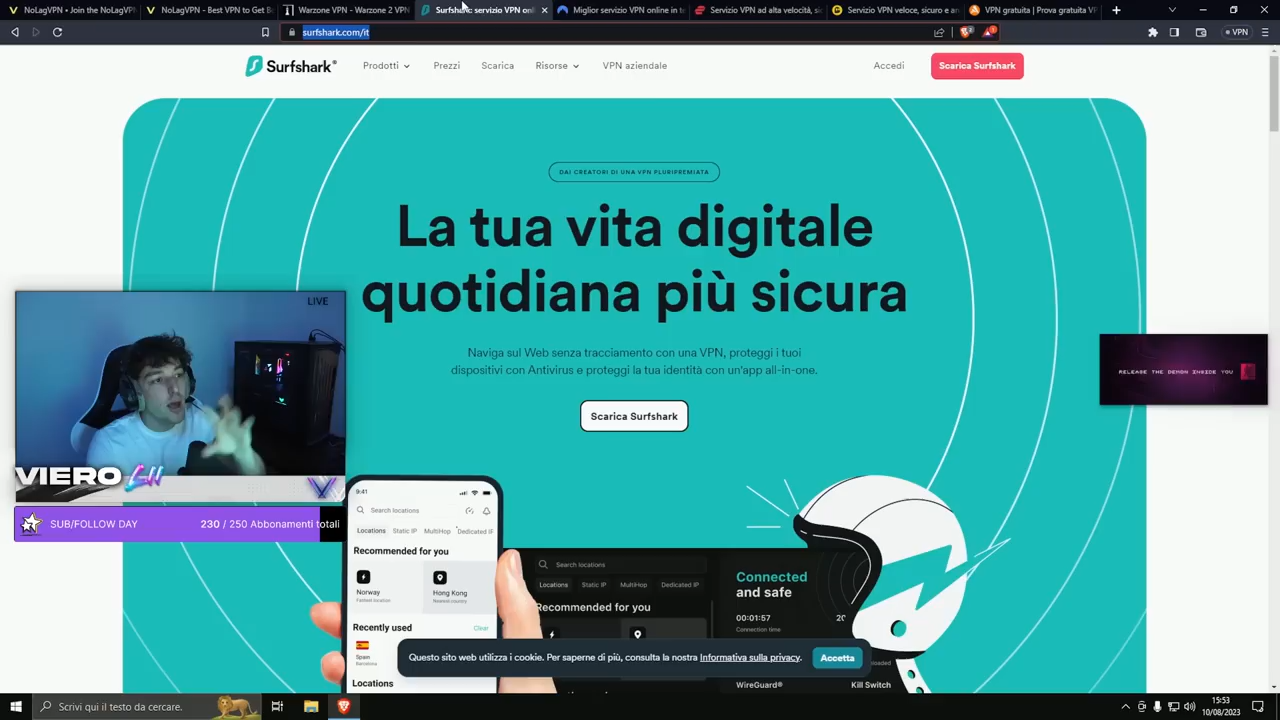 NoLagVPN • Join the #1 W
NoLagVPN - Best VPN to Get B
Warzone VPN - Warzone 2 VPN
Surfshark: servizio VPN onl
Miglior servizio VPN online in te
Servizio VPN ad alta velocità, si
Servizio VPN veloce, sicuro e an
VPN gratuita | Prova gratuita VP
surfshark.com/it
VPN
Surfshark®
Prodotti
Prezzi
Scarica
Risorse
VPN aziendale
Accedi
Scarica Surfshark
DAI CREATORI DI UNA VPN PLURIPREMIATA
La tua vita digitale
quotidiana più sicura
Naviga sul Web senza tracciamento con una VPN, proteggi i tuoi
dispositivi con Antivirus e proteggi la tua identità con un'app all-in-one.
Scarica Surfshark
LIVE
VIERO
SUB/FOLLOW DAY
230 / 250 Abbonamenti totali
RELEASE THE DEMON INSIDE YOU
9:41
Search locations
Locations
Static IP
MultiHop
Dedicated IP
Recommended for you
Norway
Fastest location
Hong Kong
Nearest country
Recently used
Clear
Spain
Barcelona
Locations
Search locations
Locations
Static IP
MultiHop
Dedicated IP
Recommended for you
Connected
and safe
00:01:57
Connection time
WireGuard®
Kill Switch
Questo sito web utilizza i cookie. Per saperne di più, consulta la nostra Informativa sulla privacy.
Accetta
Scrivi qui il testo da cercare.
15:53
10/08/2023